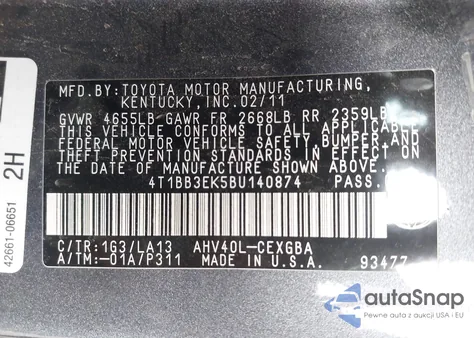 MFD.BY:TOYOTA MOTOR MANUFACTURING,
KENTUCKY,INC.02/11
GVWR 4655LB GAWR FR 2668LB RR 2359LB
THIS VEHICLE CONFORMS TO ALL APPLICABLE
FEDERAL MOTOR VEHICLE SAFETY, BUMPER, AND
THEFT PREVENTION STANDARDS IN EFFECT ON
THE DATE OF MANUFACTURE SHOWN ABOVE.
4T1BB3EK5BU140874 PASS.
C/TR:1G3/LA13 AHV40L-CEXGBA
A/TM:-01A/P311 MADE IN U.S.A. 93477
42661-06651
2H
autoSnap
Pewne auta z aukcji USA i EU